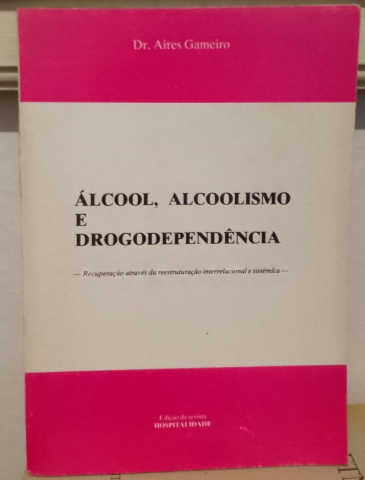 Dr. Aires Gameiro
ÁLCOOL, ALCOOLISMO
E
DROGODEPENDÊNCIA
— Recuperação através da reestruturação interrelacional e sistémica —
Edição da revista
HOSPITALIDADE